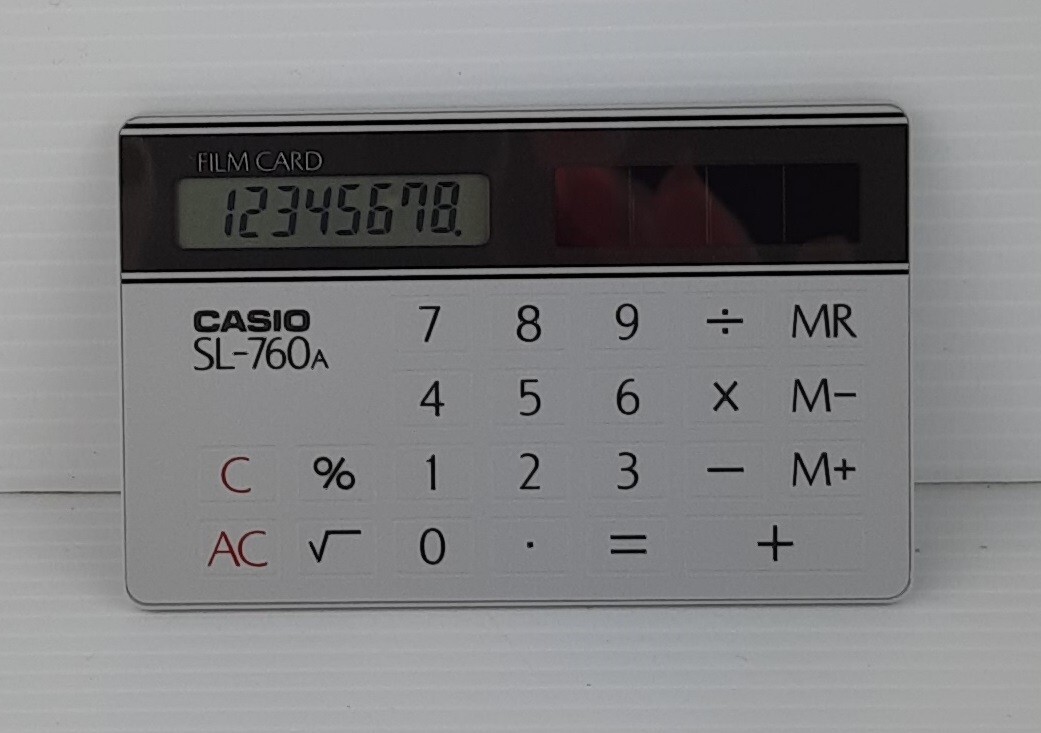 FILM CARD
12345678.
CASIO
SL-760A
7 8 9 ÷ MR
4 5 6 × M−
C % 1 2 3 − M+
AC √ 0 · = +